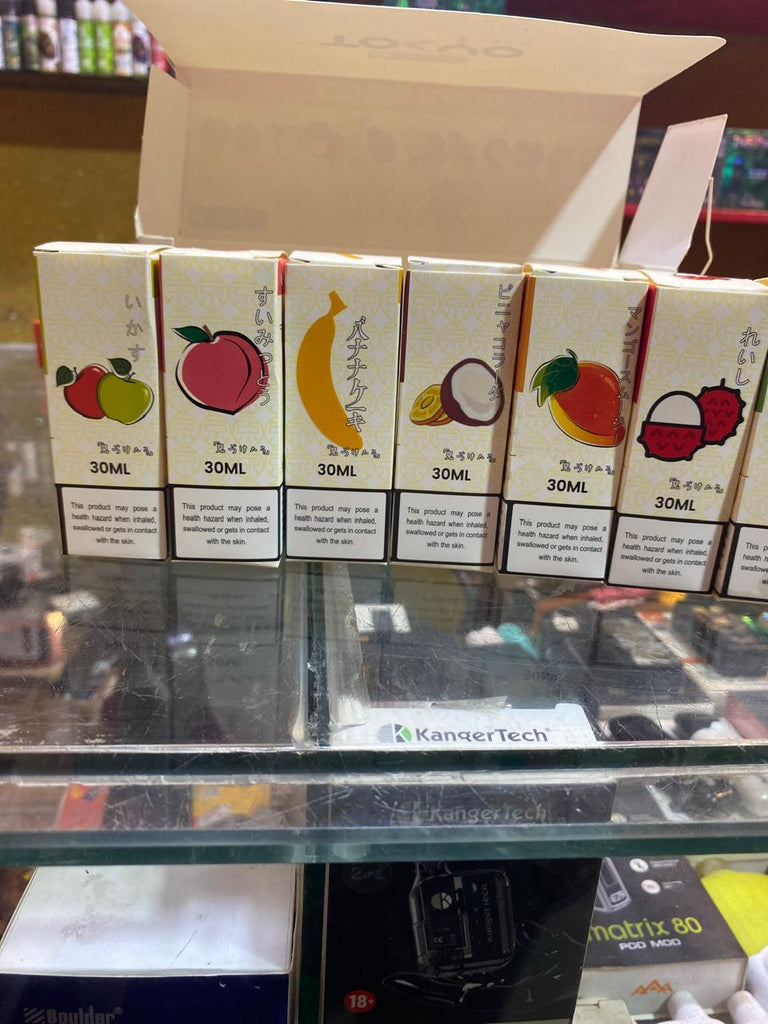 いかす
30ML
This product may pose a
health hazard when inhaled,
swallowed or gets in contact
with the skin.
すいみつとう
30ML
This product may pose a
health hazard when inhaled,
swallowed or gets in contact
with the skin.
バナナケーキ
30ML
This product may pose a
health hazard when inhaled,
swallowed or gets in contact
with the skin.
ピニャコラーダ
30ML
This product may pose a
health hazard when inhaled,
swallowed or gets in contact
with the skin.
マンゴースムージ
30ML
This product may pose a
health hazard when inhaled,
swallowed or gets in contact
with the skin.
れいし
30ML
This product may pose a
health hazard when inhaled,
swallowed or gets in contact
with the skin.
This p
health
swallo
KangerTech
KangerTech
2in1
KangerTech
18+
Boulder®
matrix 80
POD MOD